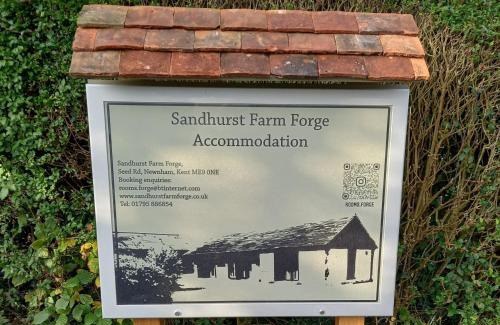 Sandhurst Farm Forge
Accommodation
Sandhurst Farm Forge,
Seed Rd, Newnham, Kent ME9 0NE
Booking enquiries:
rooms.forge@btinternet.com
www.sandhurstfarmforge.co.uk
Tel: 01795 886854
ROOMS.FORGE